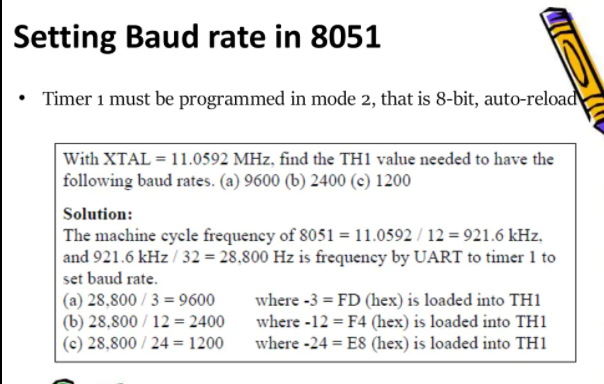 Setting Baud rate in 8051
• Timer 1 must be programmed in mode 2, that is 8-bit, auto-reload
With XTAL = 11.0592 MHz, find the TH1 value needed to have the
following baud rates. (a) 9600 (b) 2400 (c) 1200
Solution:
The machine cycle frequency of 8051 = 11.0592 / 12 = 921.6 kHz,
and 921.6 kHz / 32 = 28,800 Hz is frequency by UART to timer 1 to
set baud rate.
(a) 28,800 / 3 = 9600 where -3 = FD (hex) is loaded into TH1
(b) 28,800 / 12 = 2400 where -12 = F4 (hex) is loaded into TH1
(c) 28,800 / 24 = 1200 where -24 = E8 (hex) is loaded into TH1